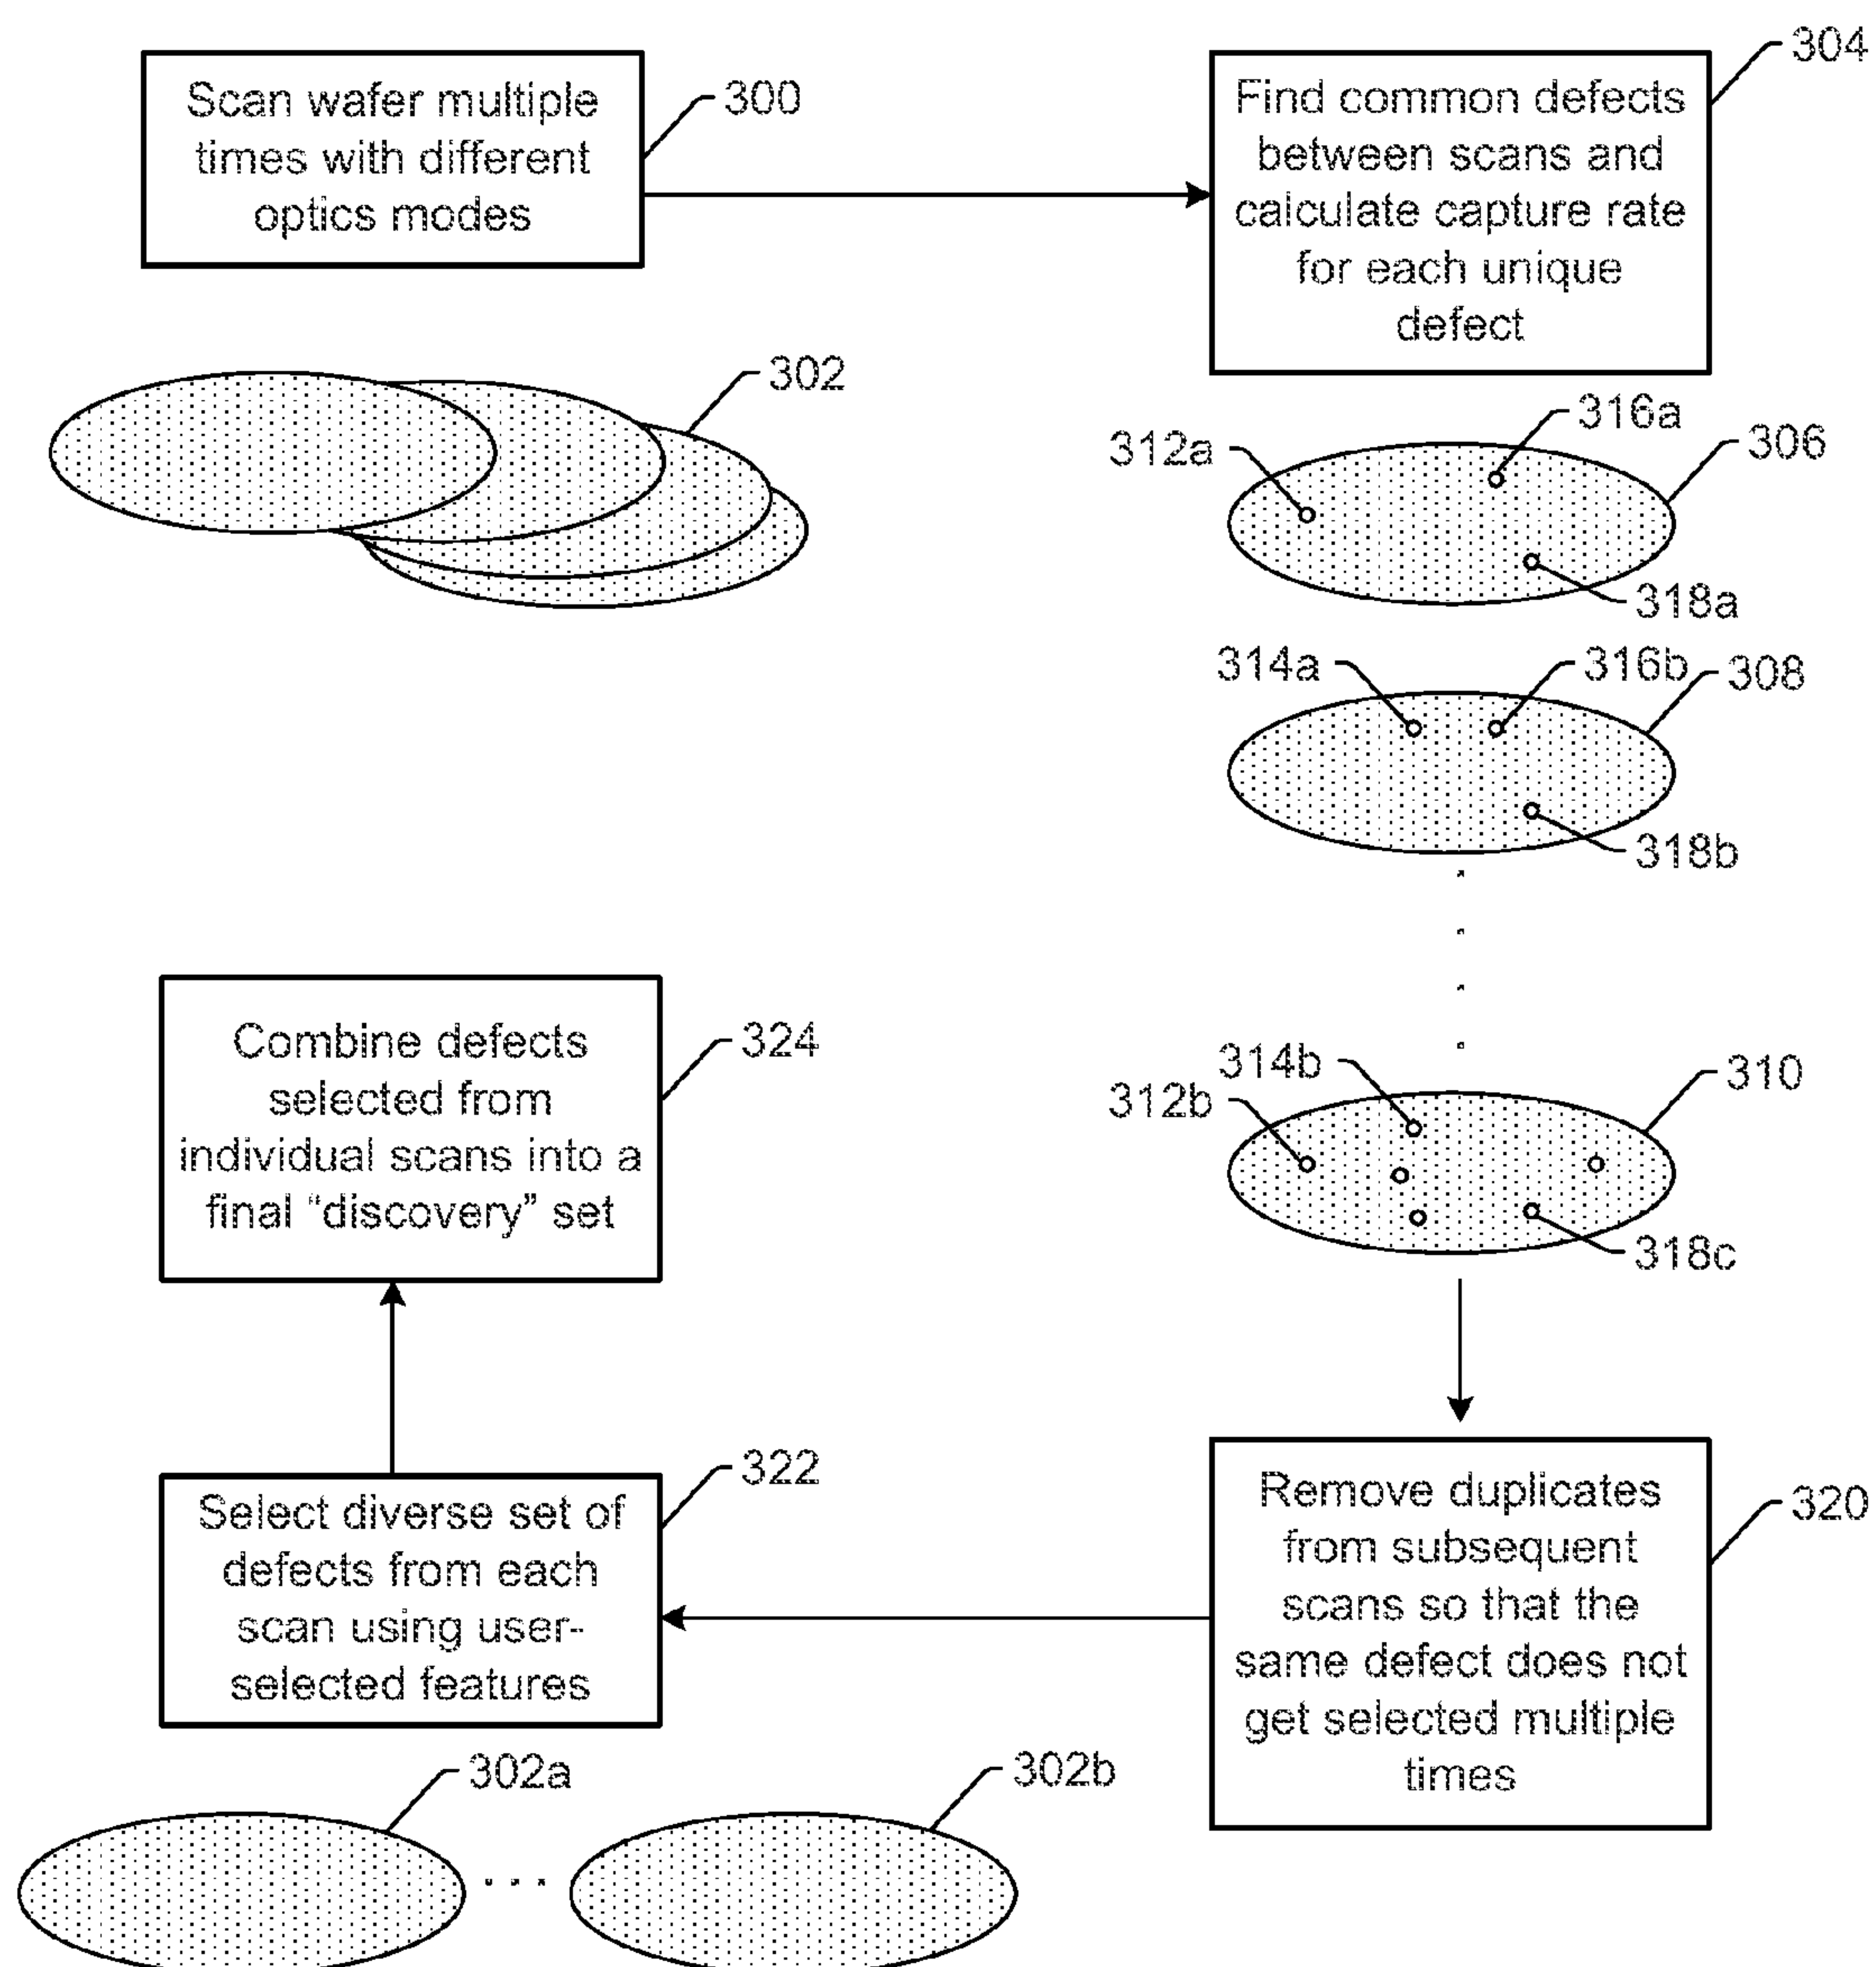 Scan wafer multiple
times with different
optics modes
300
304
Find common defects
between scans and
calculate capture rate
for each unique
defect
302
316a
312a
306
318a
314a
316b
308
318b
314b
312b
310
318c
324
Combine defects
selected from
individual scans into a
final “discovery” set
322
Select diverse set of
defects from each
scan using user-
selected features
320
Remove duplicates
from subsequent
scans so that the
same defect does not
get selected multiple
times
302a
302b